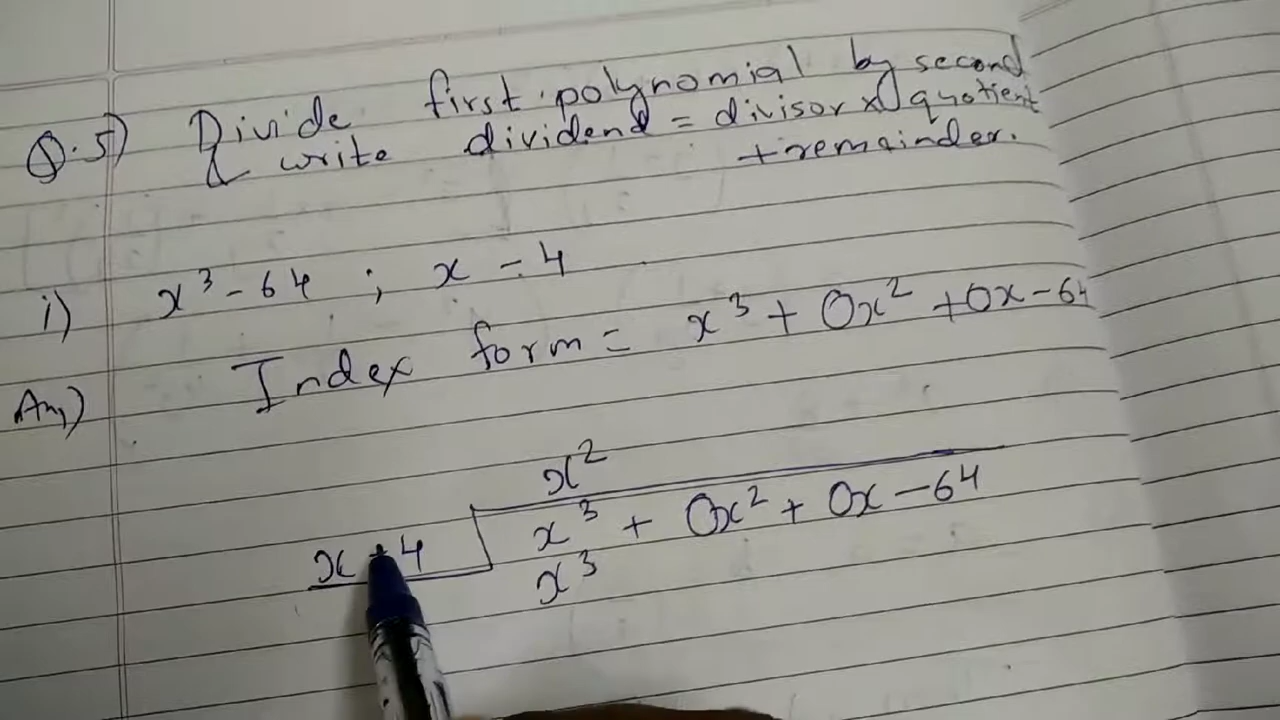 Q.5) Divide first polynomial by second
& write dividend = divisor x quotient
+ remainder.
i) x³ - 64 ; x - 4
Ans) Index form = x³ + 0x² + 0x - 64
x²
x - 4 x³ + 0x² + 0x - 64
x³